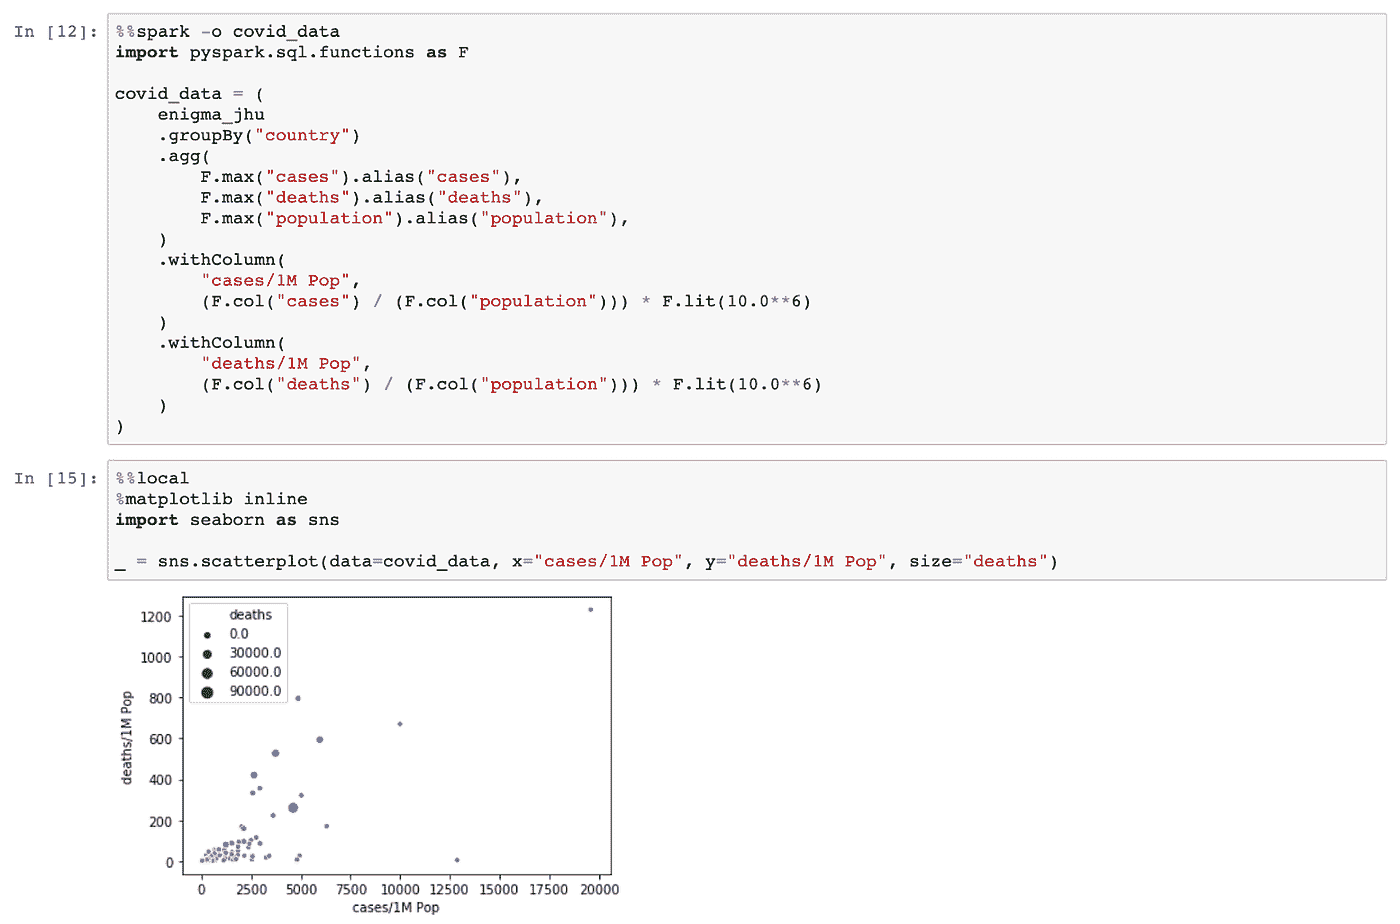 In [12]:
%%spark -o covid_data
import pyspark.sql.functions as F
covid_data = (
    enigma_jhu
    .groupBy("country")
    .agg(
        F.max("cases").alias("cases"),
        F.max("deaths").alias("deaths"),
        F.max("population").alias("population"),
    )
    .withColumn(
        "cases/1M Pop",
        (F.col("cases") / (F.col("population"))) * F.lit(10.0**6)
    )
    .withColumn(
        "deaths/1M Pop",
        (F.col("deaths") / (F.col("population"))) * F.lit(10.0**6)
    )
)
In [15]:
%%local
%matplotlib inline
import seaborn as sns
_ = sns.scatterplot(data=covid_data, x="cases/1M Pop", y="deaths/1M Pop", size="deaths")
deaths
0.0
30000.0
60000.0
90000.0
deaths/1M Pop
1200
1000
800
600
400
200
0
0 2500 5000 7500 10000 12500 15000 17500 20000
cases/1M Pop